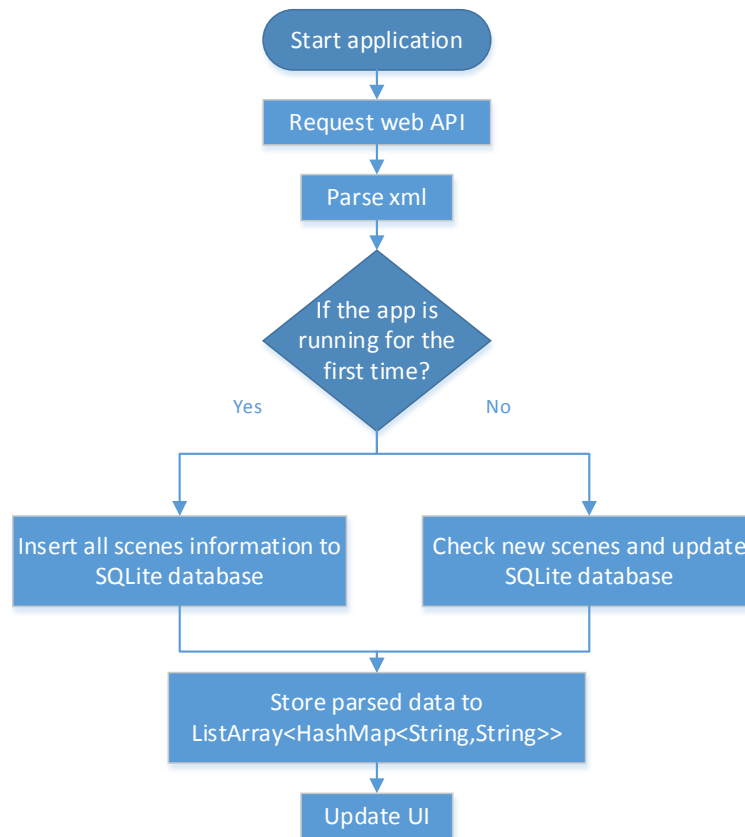 Start application
Request web API
Parse xml
If the app is
running for the
first time?
Yes
No
Insert all scenes information to
SQLite database
Check new scenes and update
SQLite database
Store parsed data to
ListArray<HashMap<String,String>>
Update UI